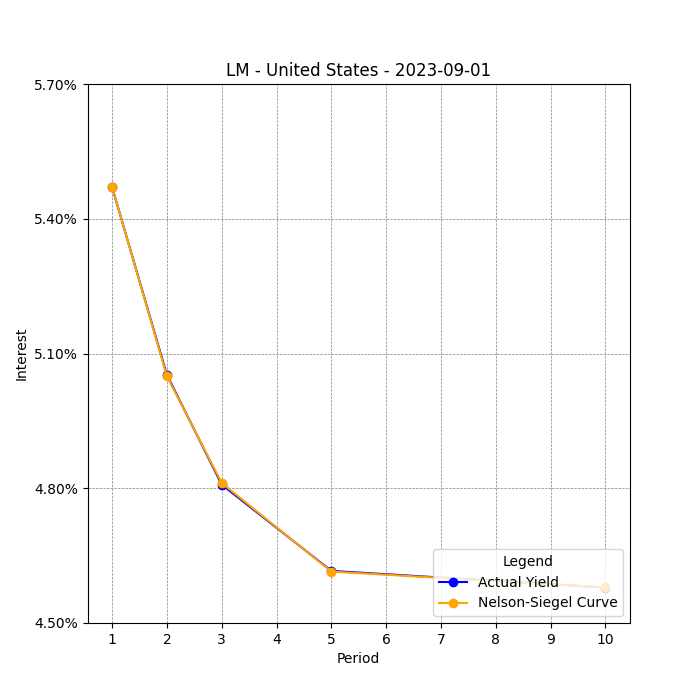 LM - United States - 2023-09-01
5.70%
5.40%
5.10%
4.80%
4.50%
Interest
1 2 3 4 5 6 7 8 9 10
Period
Legend
Actual Yield
Nelson-Siegel Curve